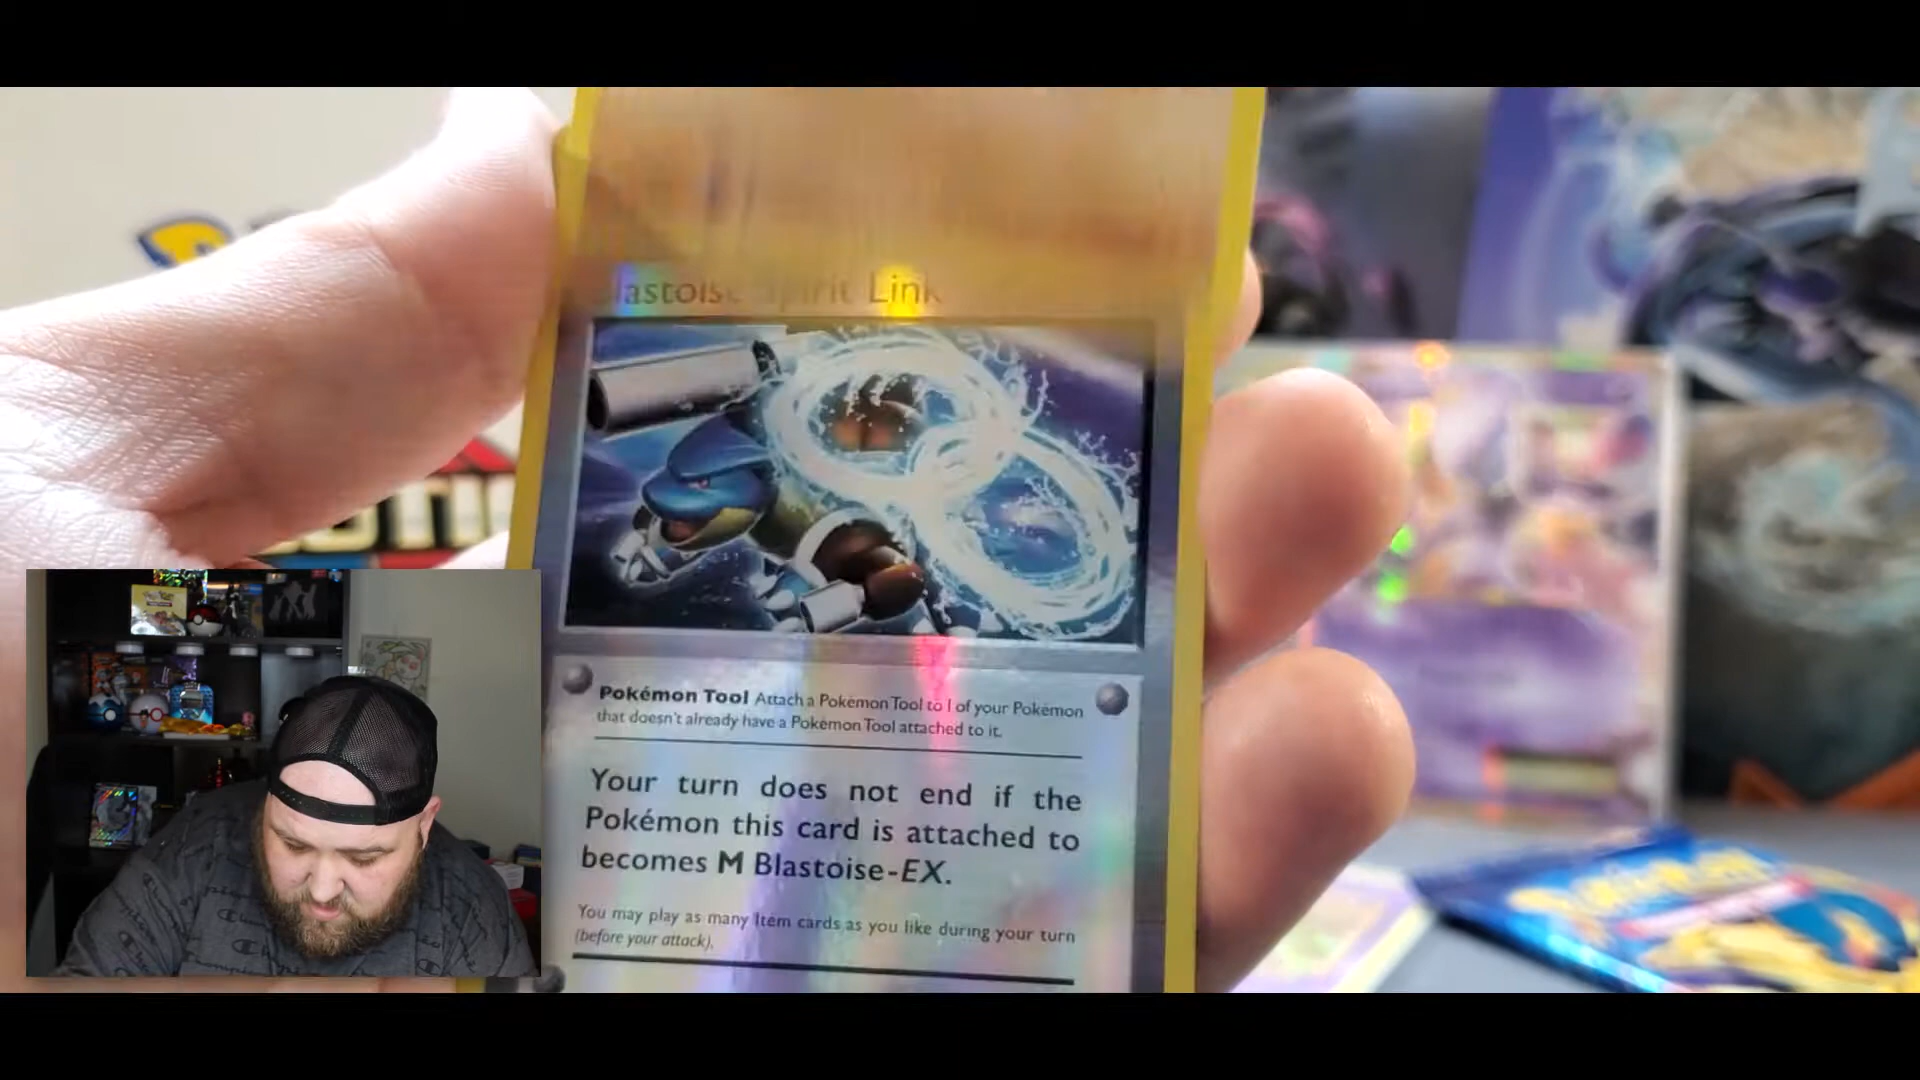 Blastoise Spirit Link
Pokémon Tool Attach a Pokémon Tool to 1 of your Pokémon
that doesn't already have a Pokémon Tool attached to it.
Your turn does not end if the
Pokémon this card is attached to
becomes M Blastoise-EX.
You may play as many Item cards as you like during your turn
(before your attack).